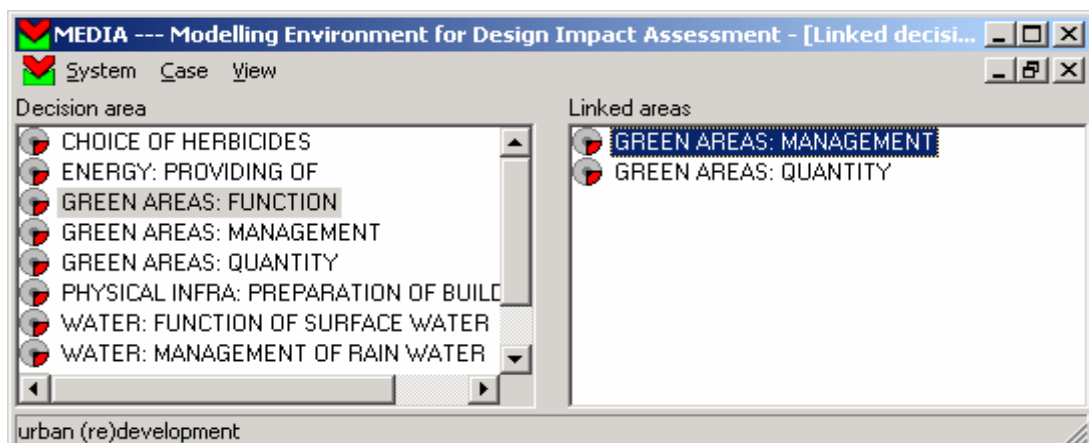 MEDIA --- Modelling Environment for Design Impact Assessment - [Linked decisi...
System Case View
Decision area
CHOICE OF HERBICIDES
ENERGY: PROVIDING OF
GREEN AREAS: FUNCTION
GREEN AREAS: MANAGEMENT
GREEN AREAS: QUANTITY
PHYSICAL INFRA: PREPARATION OF BUILD
WATER: FUNCTION OF SURFACE WATER
WATER: MANAGEMENT OF RAIN WATER
Linked areas
GREEN AREAS: MANAGEMENT
GREEN AREAS: QUANTITY
urban (re)development